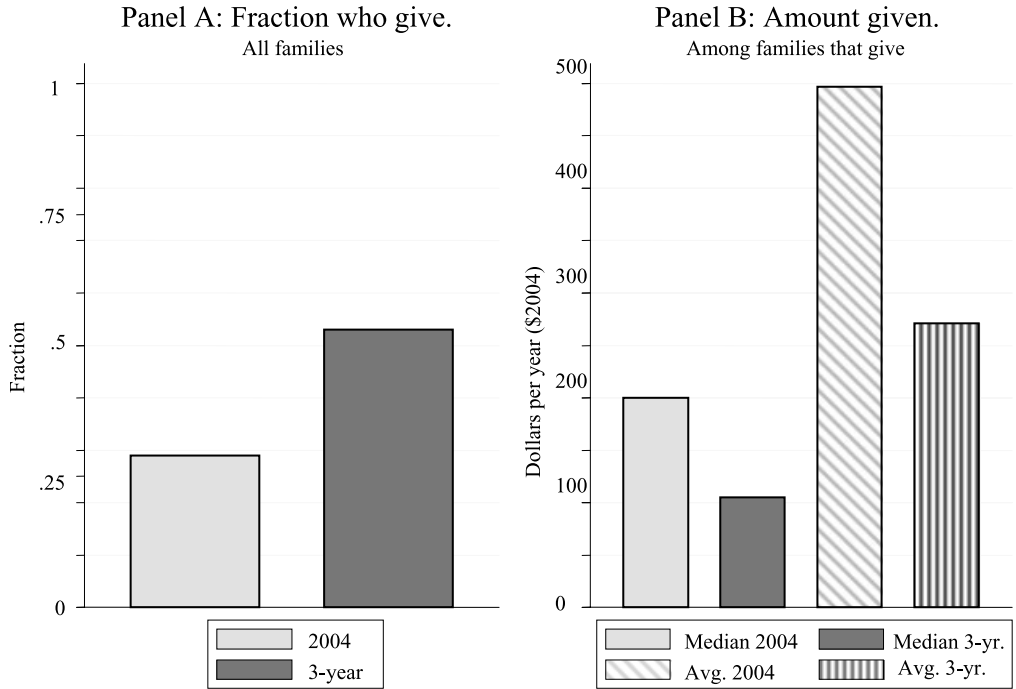 Panel A: Fraction who give.
All families
Fraction
1
.75
.5
.25
0
2004
3-year
Panel B: Amount given.
Among families that give
Dollars per year ($2004)
500
400
300
200
100
0
Median 2004
Median 3-yr.
Avg. 2004
Avg. 3-yr.